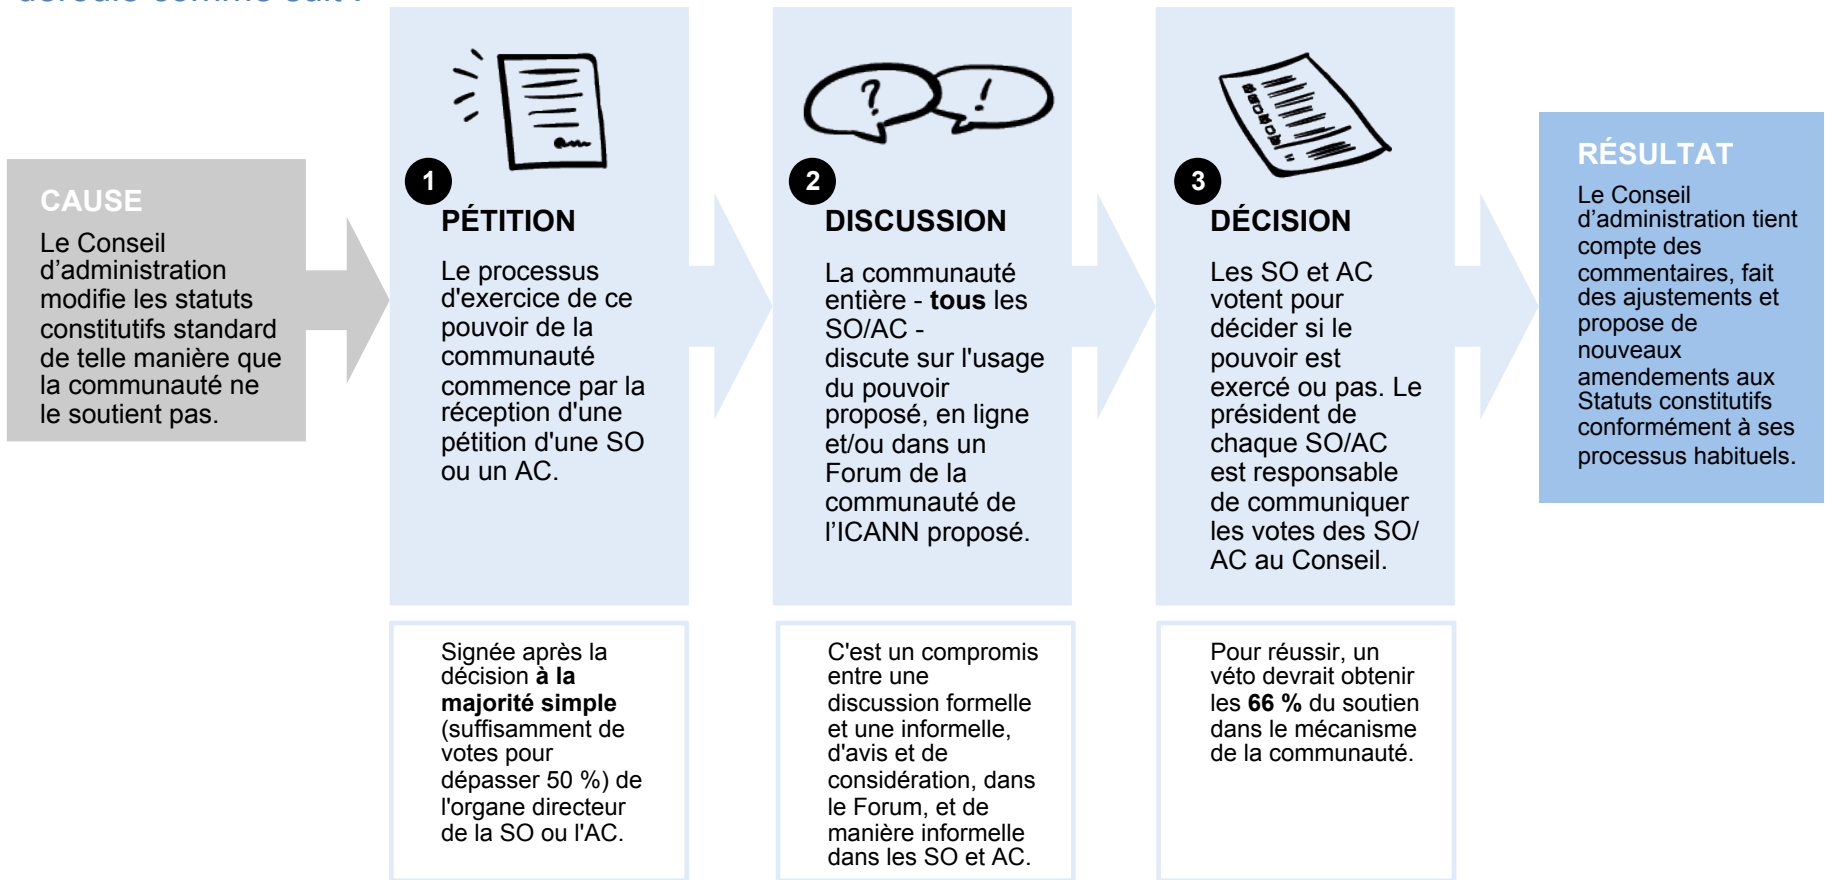 déroule comme suit :
CAUSE
Le Conseil
d’administration
modifie les statuts
constitutifs standard
de telle manière que
la communauté ne
le soutient pas.
1
PÉTITION
Le processus
d'exercice de ce
pouvoir de la
communauté
commence par la
réception d'une
pétition d'une SO
ou un AC.
Signée après la
décision à la
majorité simple
(suffisamment de
votes pour
dépasser 50 %) de
l'organe directeur
de la SO ou l'AC.
2
DISCUSSION
La communauté
entière - tous les
SO/AC -
discute sur l'usage
du pouvoir
proposé, en ligne
et/ou dans un
Forum de la
communauté de
l’ICANN proposé.
C'est un compromis
entre une
discussion formelle
et une informelle,
d'avis et de
considération, dans
le Forum, et de
manière informelle
dans les SO et AC.
3
DÉCISION
Les SO et AC
votent pour
décider si le
pouvoir est
exercé ou pas. Le
président de
chaque SO/AC
est responsable
de communiquer
les votes des SO/
AC au Conseil.
Pour réussir, un
véto devrait obtenir
les 66 % du soutien
dans le mécanisme
de la communauté.
RÉSULTAT
Le Conseil
d’administration tient
compte des
commentaires, fait
des ajustements et
propose de
nouveaux
amendements aux
Statuts constitutifs
conformément à ses
processus habituels.